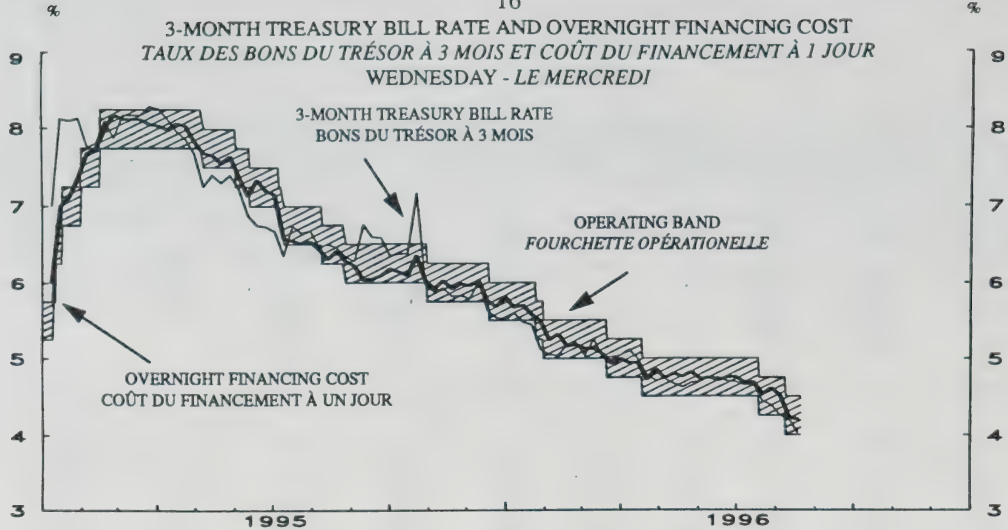 16
% %
3-MONTH TREASURY BILL RATE AND OVERNIGHT FINANCING COST
TAUX DES BONS DU TRÉSOR À 3 MOIS ET COÛT DU FINANCEMENT À 1 JOUR
WEDNESDAY - LE MERCREDI
9 9
3-MONTH TREASURY BILL RATE
BONS DU TRÉSOR À 3 MOIS
8 8
7 7
OPERATING BAND
FOURCHETTE OPÉRATIONELLE
6 6
5 5
OVERNIGHT FINANCING COST
COÛT DU FINANCEMENT À UN JOUR
4 4
3 3
1995 1996